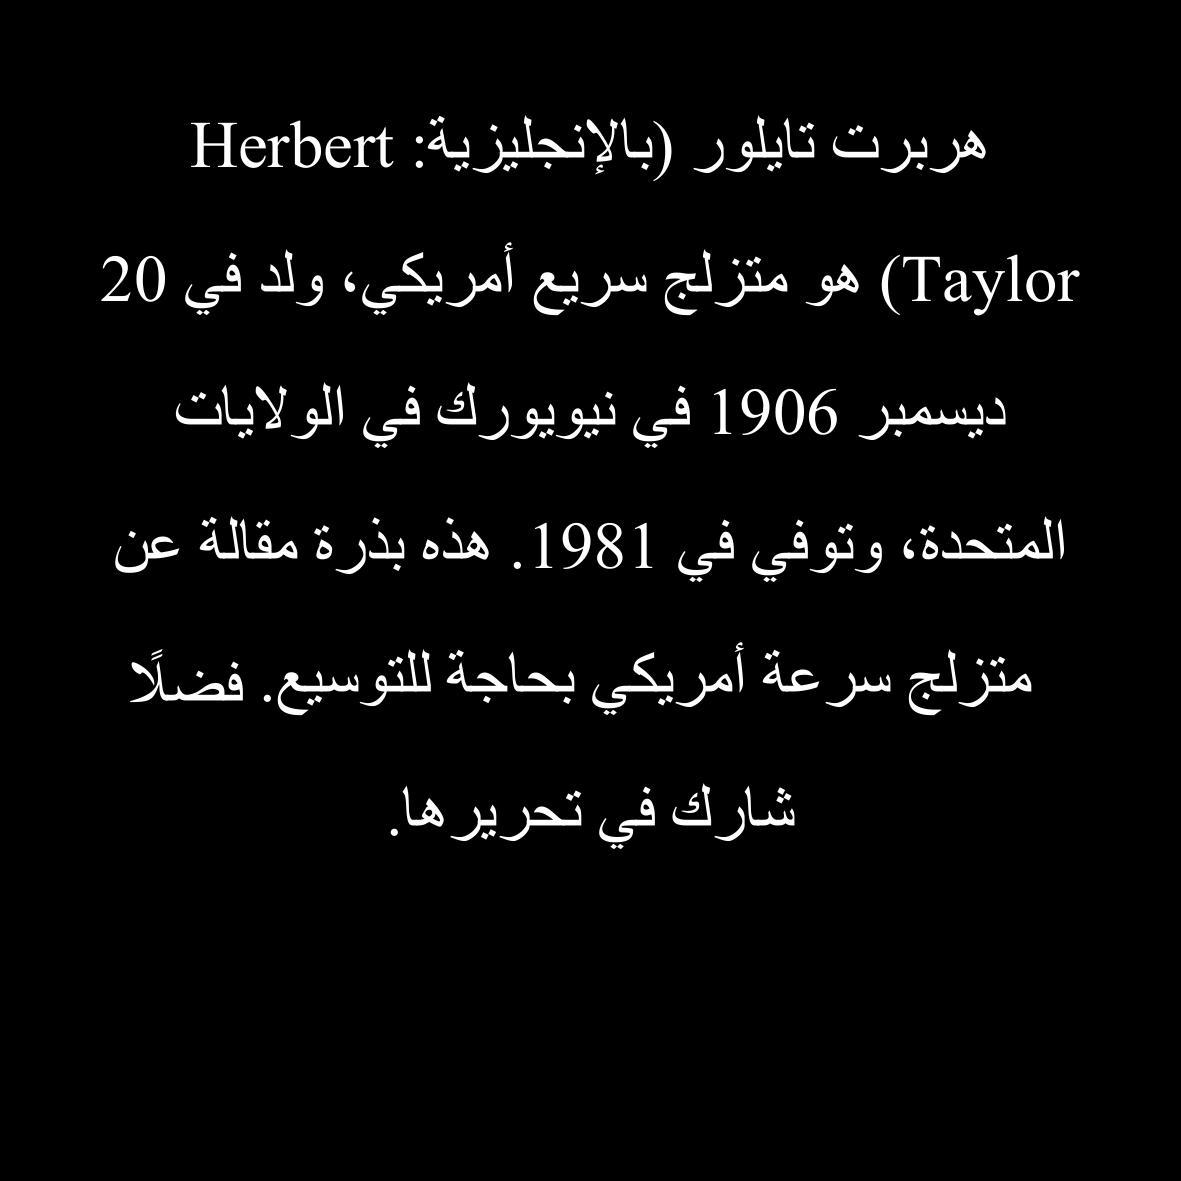 هربرت تايلور (بالإنجليزية: Herbert
Taylor) هو متزلج سريع أمريكي، ولد في 20
ديسمبر 1906 في نيويورك في الولايات
المتحدة، وتوفي في 1981. هذه بذرة مقالة عن
متزلج سرعة أمريكي بحاجة للتوسيع. فضلًا
شارك في تحريرها.